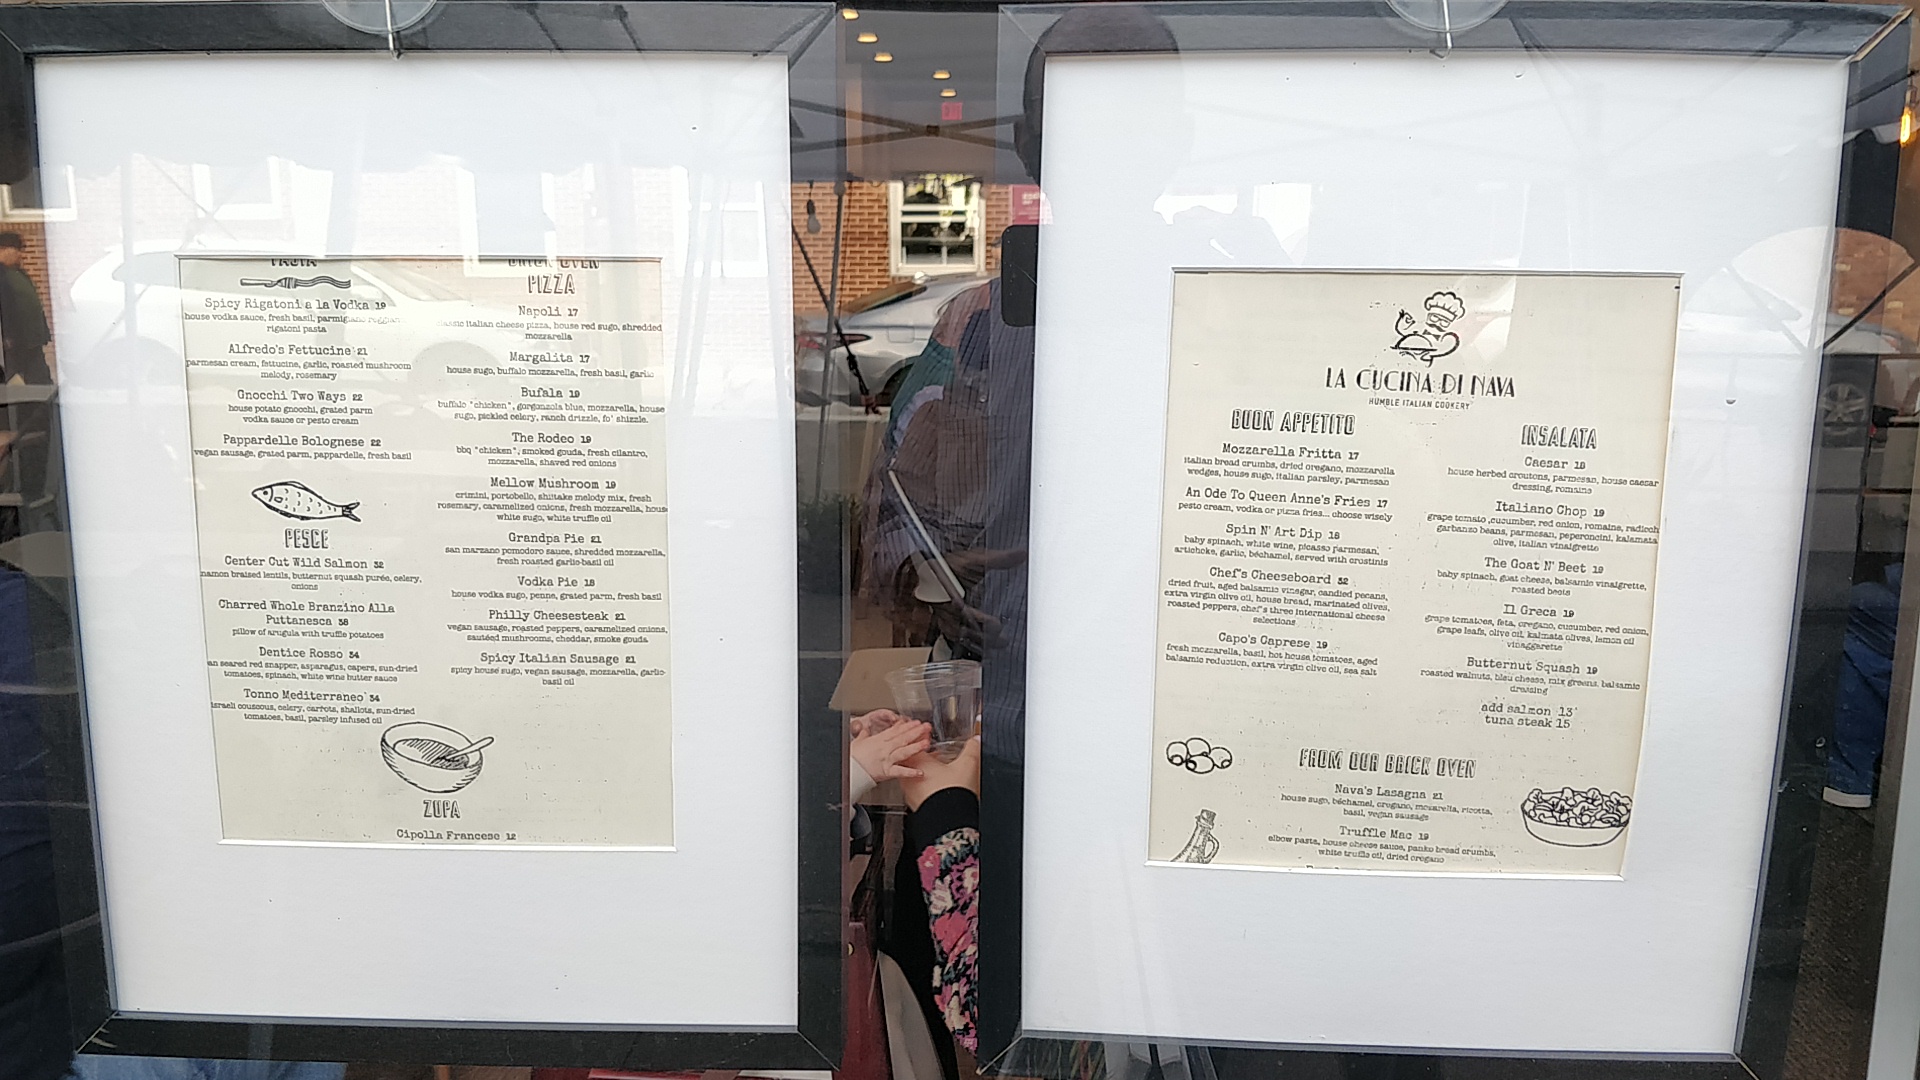 PASTA
Spicy Rigatoni a la Vodka 19
house vodka sauce, fresh basil, parmigiano reggiano,
rigatoni pasta
Alfredo's Fettucine 21
parmesan cream, fettucine, garlic, roasted mushroom
melody, rosemary
Gnocchi Two Ways 22
house potato gnocchi, grated parm
vodka sauce or pesto cream
Pappardelle Bolognese 22
vegan sausage, grated parm, pappardelle, fresh basil
PESCE
Center Cut Wild Salmon 32
namon braised lentils, butternut squash purée, celery,
onions
Charred Whole Branzino Alla
Puttanesca 38
pillow of arugula with truffle potatoes
Dentice Rosso 34
an seared red snapper, asparagus, capers, sun-dried
tomatoes, spinach, white wine butter sauce
Tonno Mediterraneo 34
israeli couscous, celery, carrots, shallots, sun-dried
tomatoes, basil, parsley infused oil
BRICK OVEN
PIZZA
Napoli 17
classic italian cheese pizza, house red sugo, shredded
mozzarella
Margalita 17
house sugo, buffalo mozzarella, fresh basil, garlic
Bufala 19
buffalo "chicken", gorgonzola blue, mozzarella, house
sugo, pickled celery, ranch drizzle, fo' shizzle.
The Rodeo 19
bbq "chicken", smoked gouda, fresh cilantro,
mozzarella, shaved red onions
Mellow Mushroom 19
crimini, portobello, shiitake melody mix, fresh
rosemary, caramelized onions, fresh mozzarella, house
white sugo, white truffle oil
Grandpa Pie 21
san marzano pomodoro sauce, shredded mozzarella,
fresh roasted garlic-basil oil
Vodka Pie 18
house vodka sugo, penne, grated parm, fresh basil
Philly Cheesesteak 21
vegan sausage, roasted peppers, caramelized onions,
sautéed mushrooms, cheddar, smoke gouda
Spicy Italian Sausage 21
spicy house sugo, vegan sausage, mozzarella, garlic-
basil oil
ZUPA
Cipolla Francese 12
LA CUCINA DI NAVA
HUMBLE ITALIAN COOKERY
BUON APPETITO
Mozzarella Fritta 17
italian bread crumbs, dried oregano, mozzarella
wedges, house sugo, italian parsley, parmesan
An Ode To Queen Anne's Fries 17
pesto cream, vodka or pizza fries... choose wisely
Spin N' Art Dip 18
baby spinach, white wine, picasso parmesan,
artichoke, garlic, béchamel, served with crostinis
Chef's Cheeseboard 32
dried fruit, aged balsamic vinegar, candied pecans,
extra virgin olive oil, house bread, marinated olives,
roasted peppers, chef's three international cheese
selections
Capo's Caprese 19
fresh mozzarella, basil, hot house tomatoes, aged
balsamic reduction, extra virgin olive oil, sea salt
INSALATA
Caesar 18
house herbed croutons, parmesan, house caesar
dressing, romaine
Italiano Chop 19
grape tomato ,cucumber, red onion, romaine, radicch
garbanzo beans, parmesan, peperoncini, kalamata
olive, italian vinaigrette
The Goat N' Beet 19
baby spinach, goat cheese, balsamic vinaigrette,
roasted beets
Il Greca 19
grape tomatoes, feta, oregano, cucumber, red onion,
grape leafs, olive oil, kalmata olives, lemon oil
vinaggarette
Butternut Squash 19
roasted walnuts, bleu cheese, mix greens, balsamic
dressing
add salmon 13
tuna steak 15
FROM OUR BRICK OVEN
Nava's Lasagna 21
house sugo, béchamel, oregano, mozarella, ricotta,
basil, vegan sausage
Truffle Mac 19
elbow pasta, house cheese sauce, panko bread crumbs,
white truffle oil, dried oregano